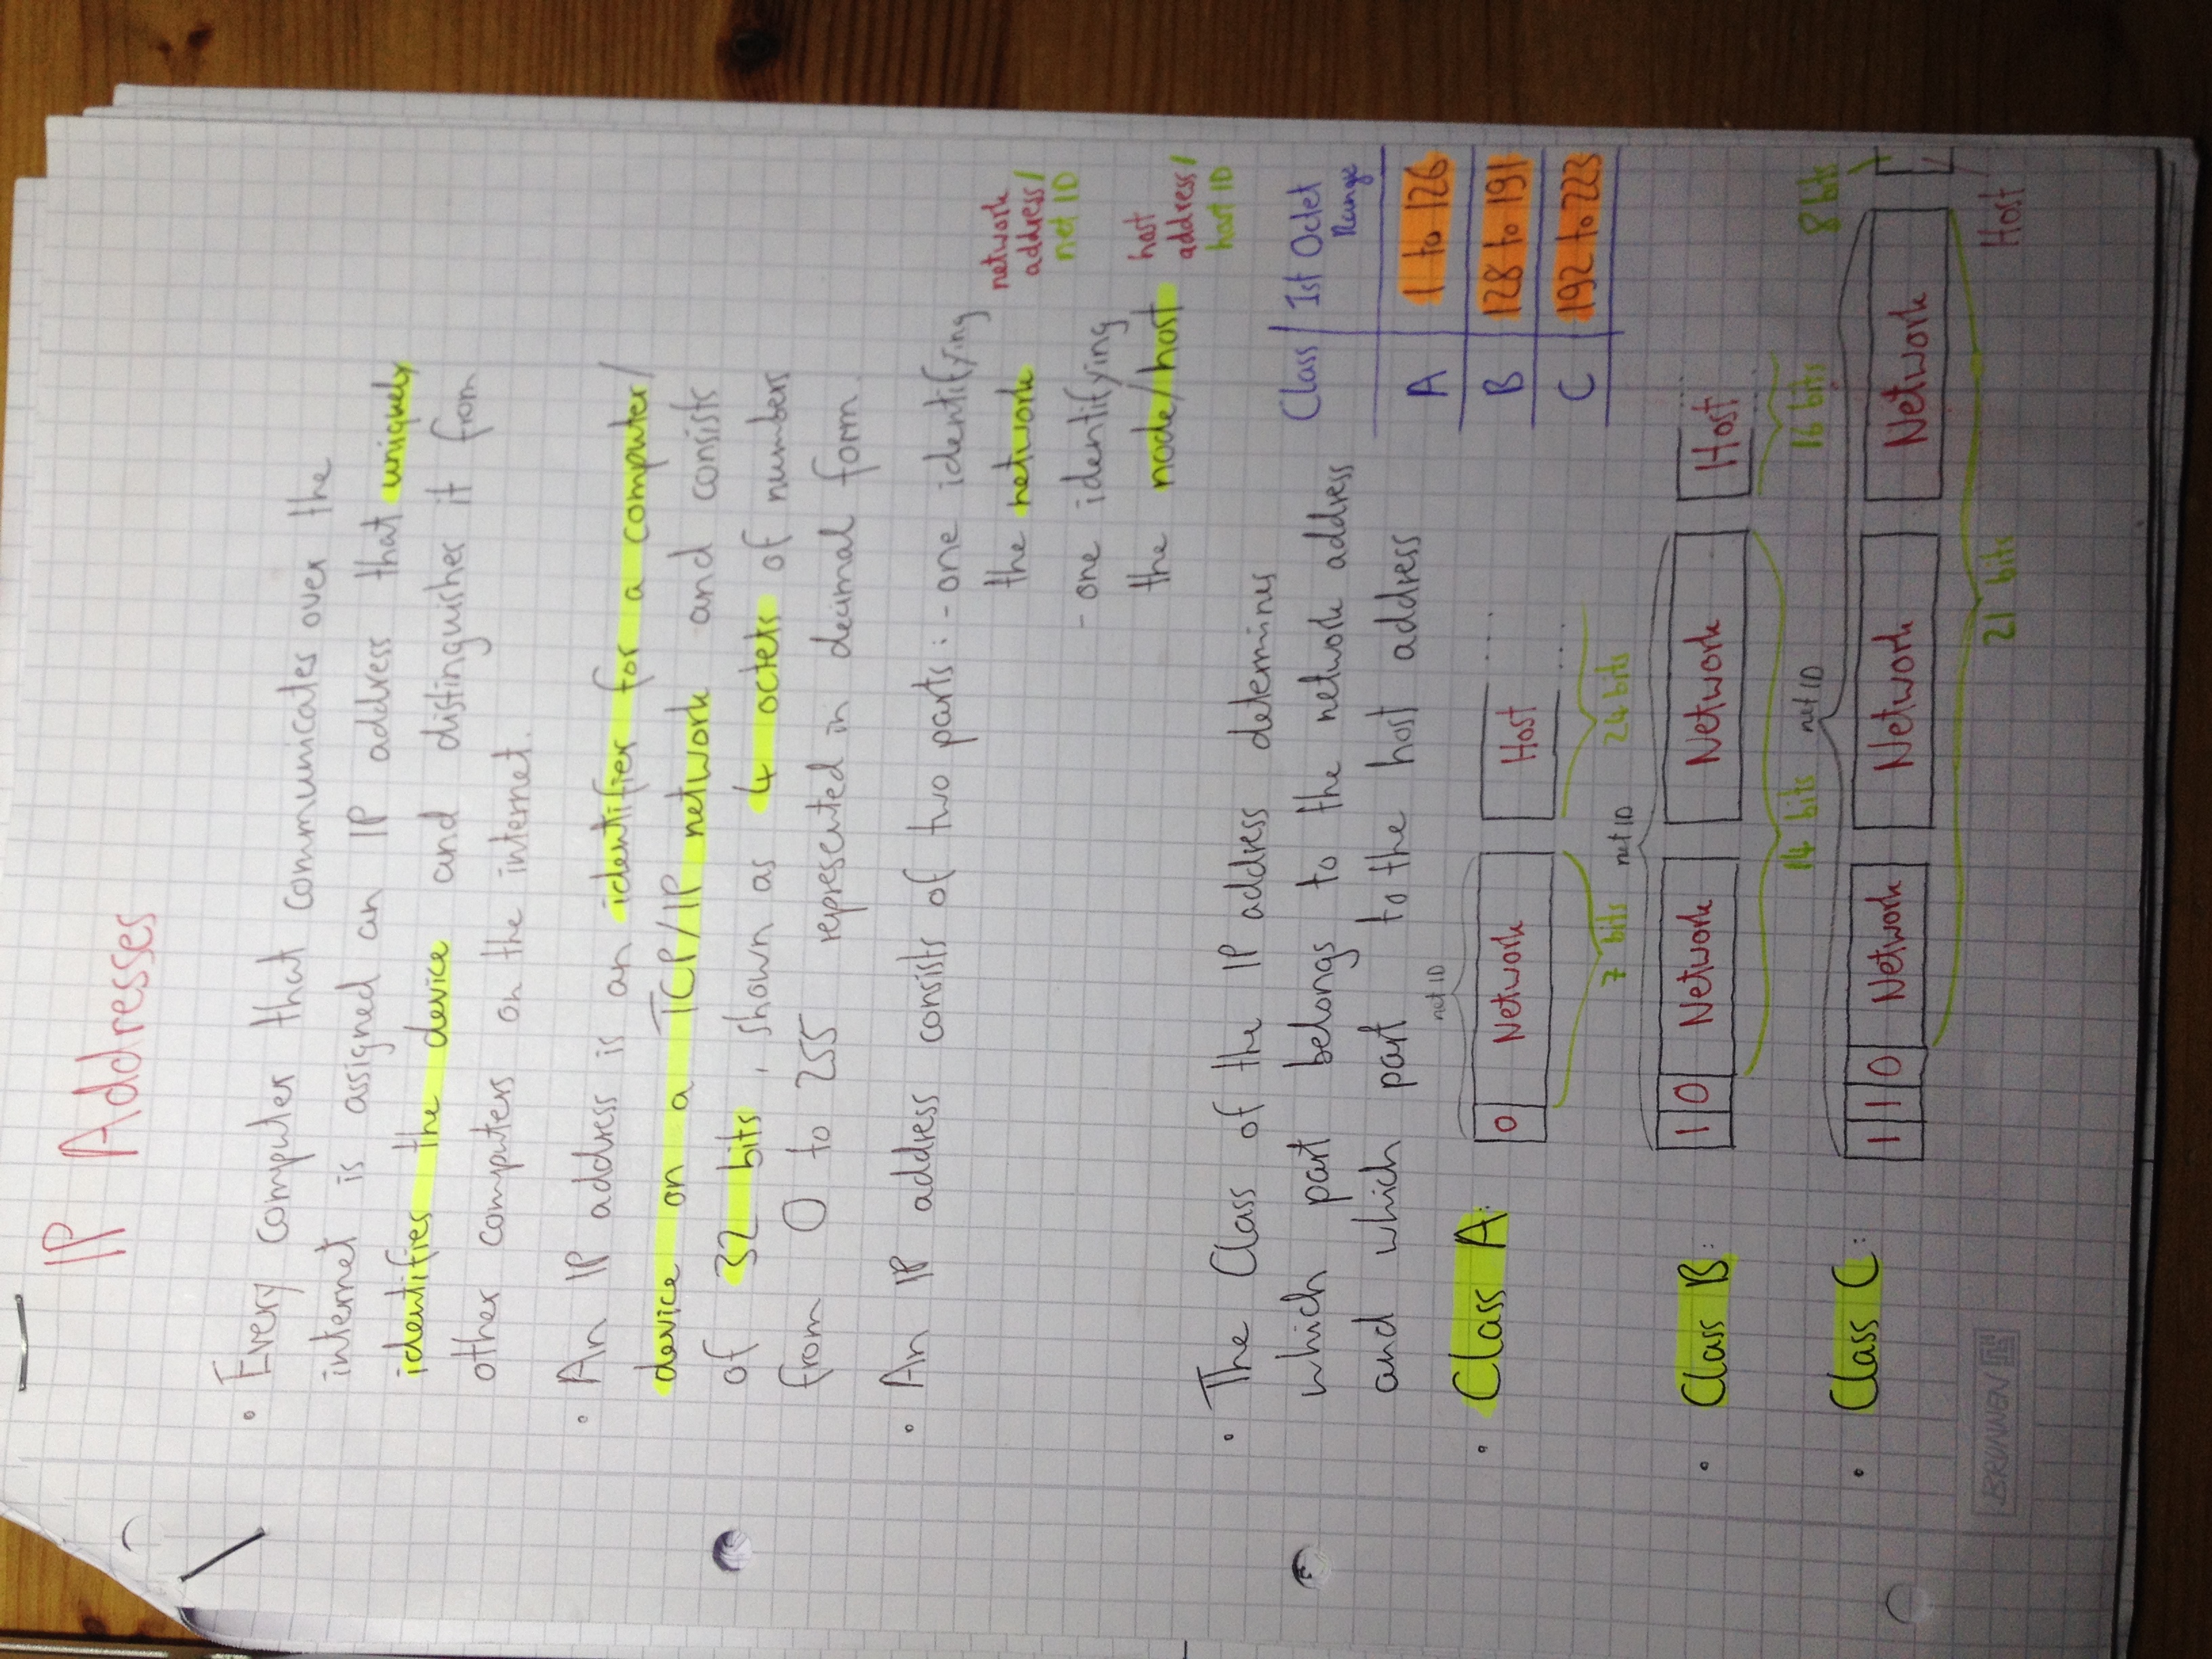 IP Addresses
• Every computer that communicates over the
internet is assigned an IP address that uniquely
identifies the device and distinguishes it from
other computers on the internet.
• An IP address is an identifier for a computer/
device on a TCP/IP network and consists
of 32 bits, shown as 4 octets of numbers
from 0 to 255 represented in decimal form.
• An IP address consists of two parts: - one identifying
the network
network address/ net ID
- one identifying
the node/host
host address/ host ID
• The Class of the IP address determines
which part belongs to the network address
and which part to the host address
Class 1st Octet Range
A 1 to 126
B 128 to 191
C 192 to 223
net ID
• Class A: 0 Network Host ....
7 bits 24 bits
net ID
• Class B: 1 0 Network Network Host ...
14 bits 16 bits
net ID
8 bits
• Class C: 1 1 0 Network Network Network
21 bits
Host
BRUNNEN